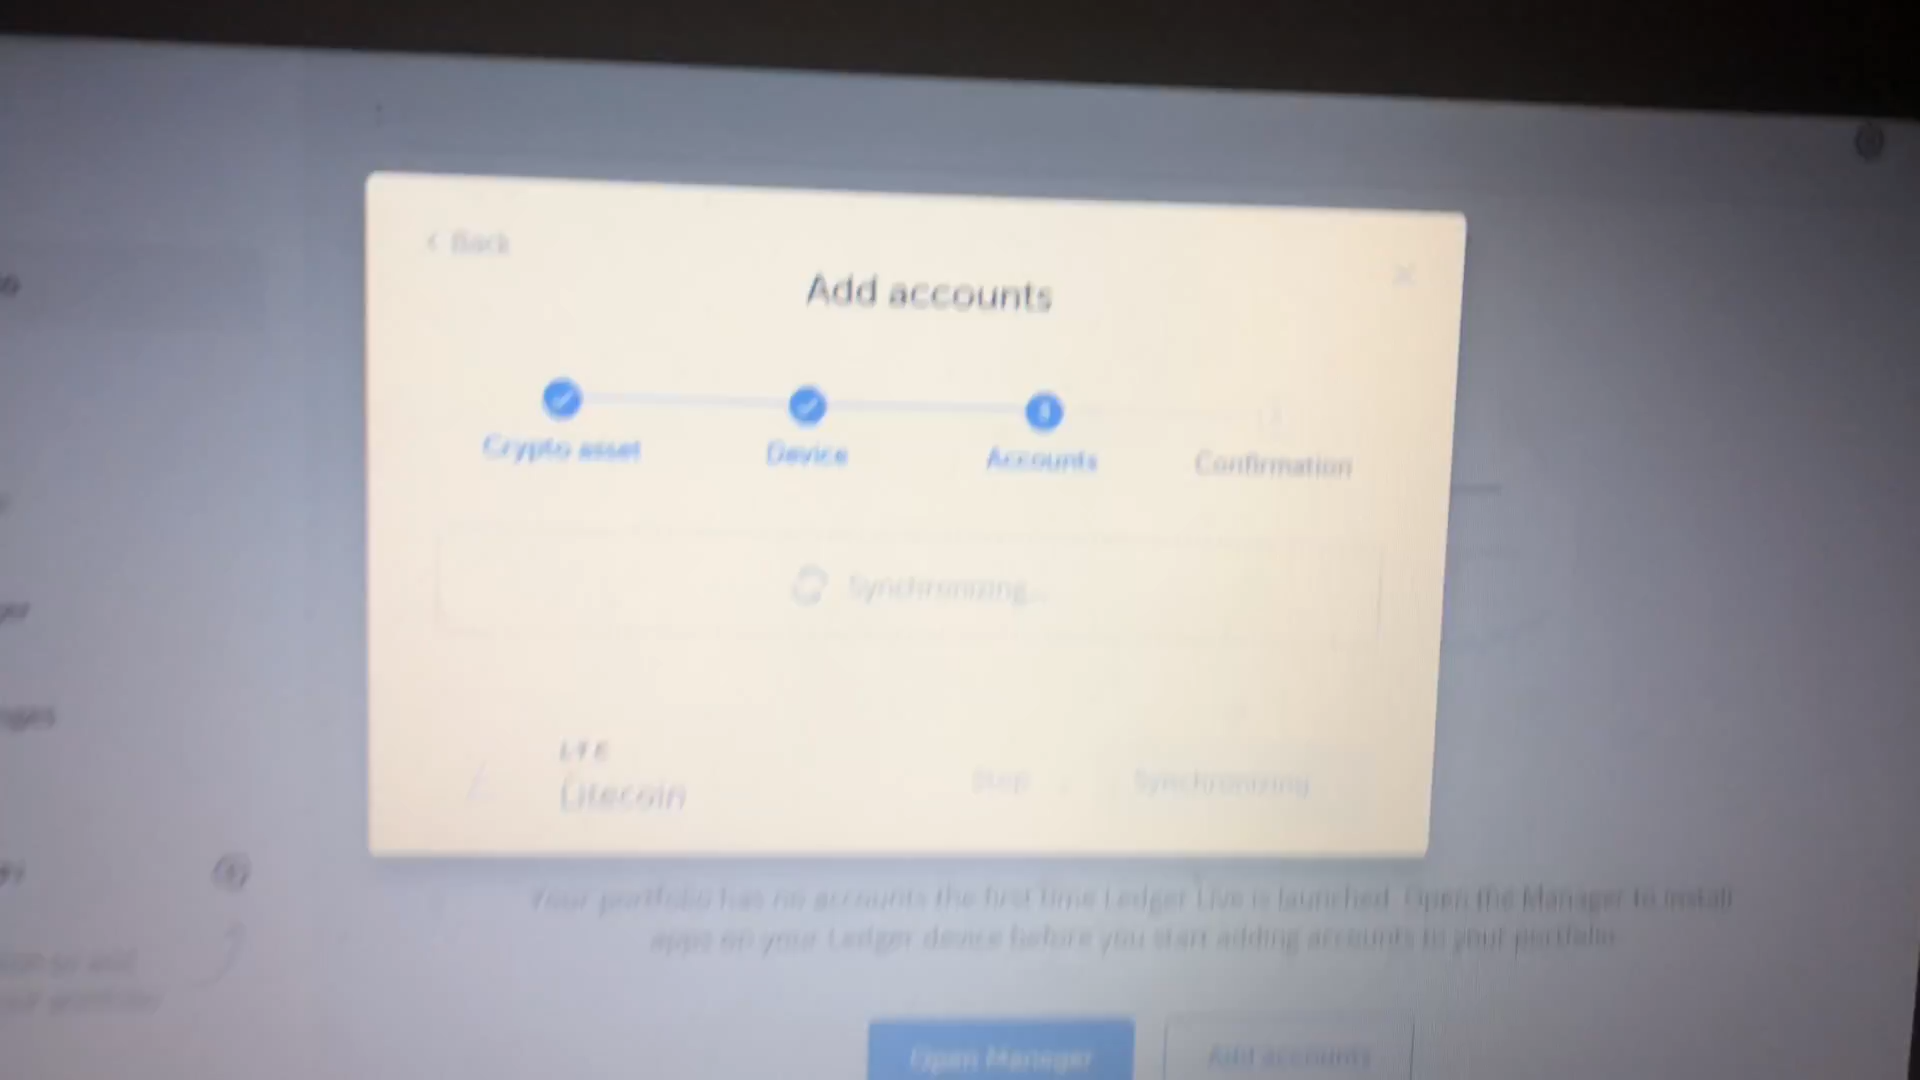 Back
Add accounts
Crypto asset
Device
Accounts
Confirmation
Synchronizing...
LTC
Litecoin
Stop
Synchronizing
Your portfolio has no accounts the first time Ledger Live is launched. Open the Manager to install
apps on your Ledger device before you start adding accounts to your portfolio.
Open Manager
Add accounts